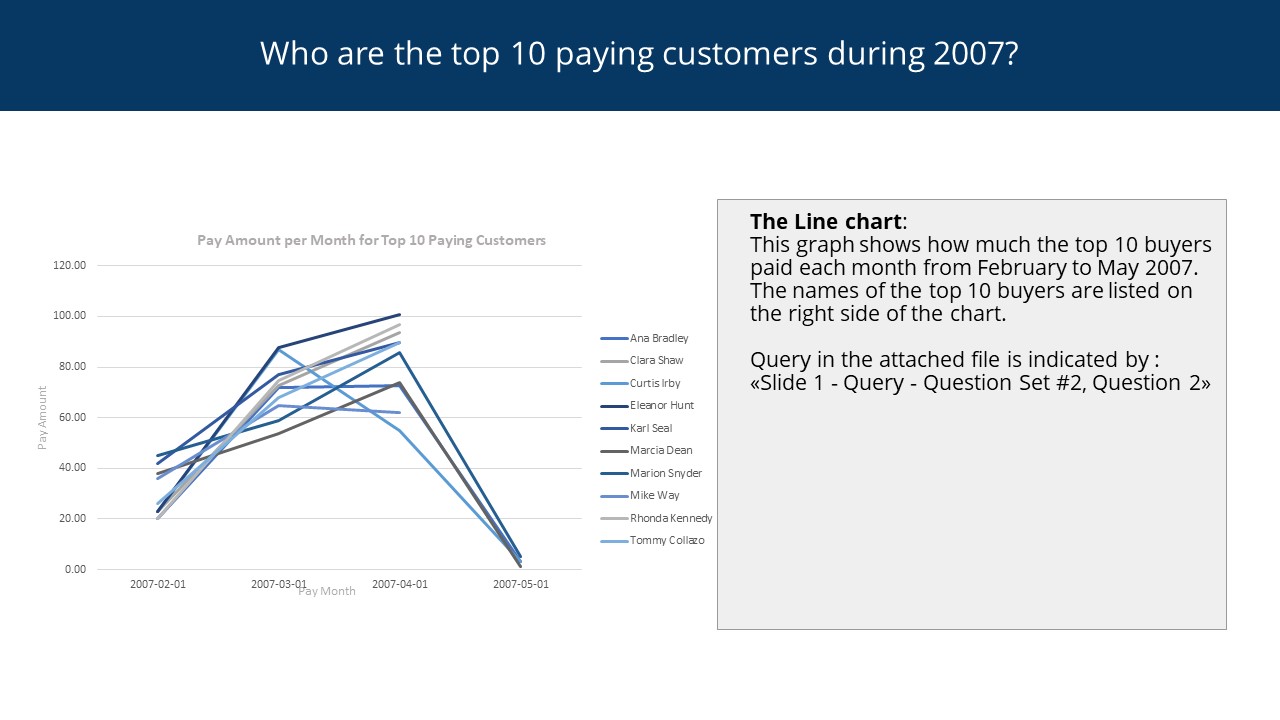 Who are the top 10 paying customers during 2007?
Pay Amount per Month for Top 10 Paying Customers
120.00
100.00
80.00
60.00
40.00
20.00
0.00
Pay Amount
2007-02-01 2007-03-01 2007-04-01 2007-05-01
Pay Month
Ana Bradley
Clara Shaw
Curtis Irby
Eleanor Hunt
Karl Seal
Marcia Dean
Marion Snyder
Mike Way
Rhonda Kennedy
Tommy Collazo
The Line chart:
This graph shows how much the top 10 buyers
paid each month from February to May 2007.
The names of the top 10 buyers are listed on
the right side of the chart.
Query in the attached file is indicated by :
«Slide 1 - Query - Question Set #2, Question 2»